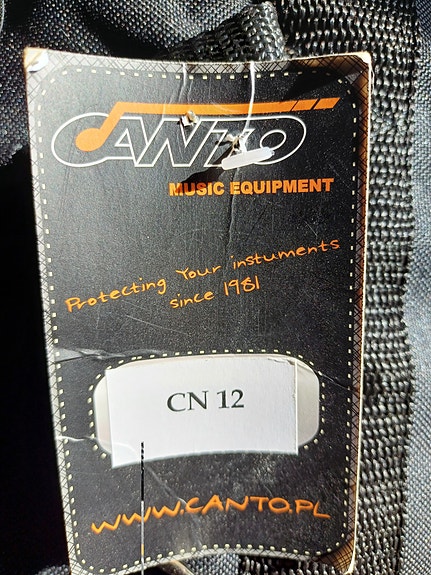 CANTO
MUSIC EQUIPMENT
Protecting Your instuments
since 1981
CN 12
WWW.CANTO.PL